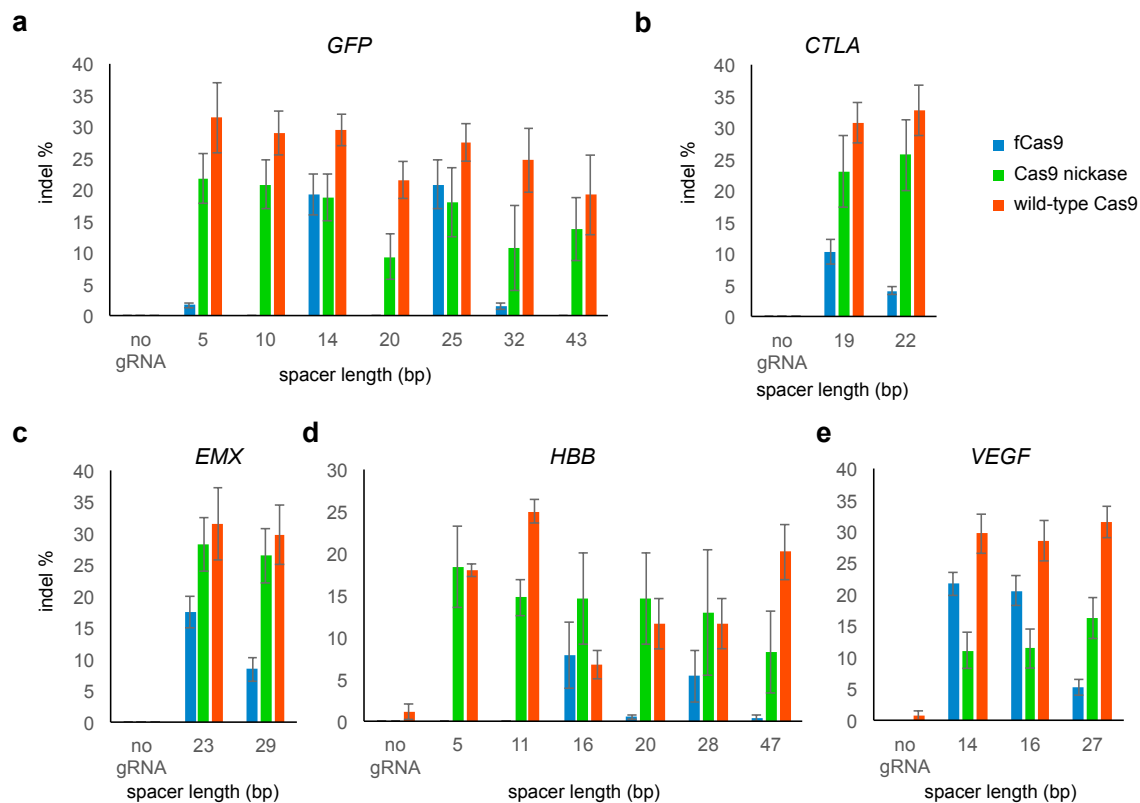 a
GFP
40
35
30
25
20
15
10
5
0
indel %
no gRNA 5 10 14 20 25 32 43
spacer length (bp)
b
CTLA
40
35
30
25
20
15
10
5
0
indel %
no gRNA 19 22
spacer length (bp)
fCas9
Cas9 nickase
wild-type Cas9
c
EMX
40
35
30
25
20
15
10
5
0
indel %
no gRNA 23 29
spacer length (bp)
d
HBB
30
25
20
15
10
5
0
no gRNA 5 11 16 20 28 47
spacer length (bp)
e
VEGF
40
35
30
25
20
15
10
5
0
no gRNA 14 16 27
spacer length (bp)